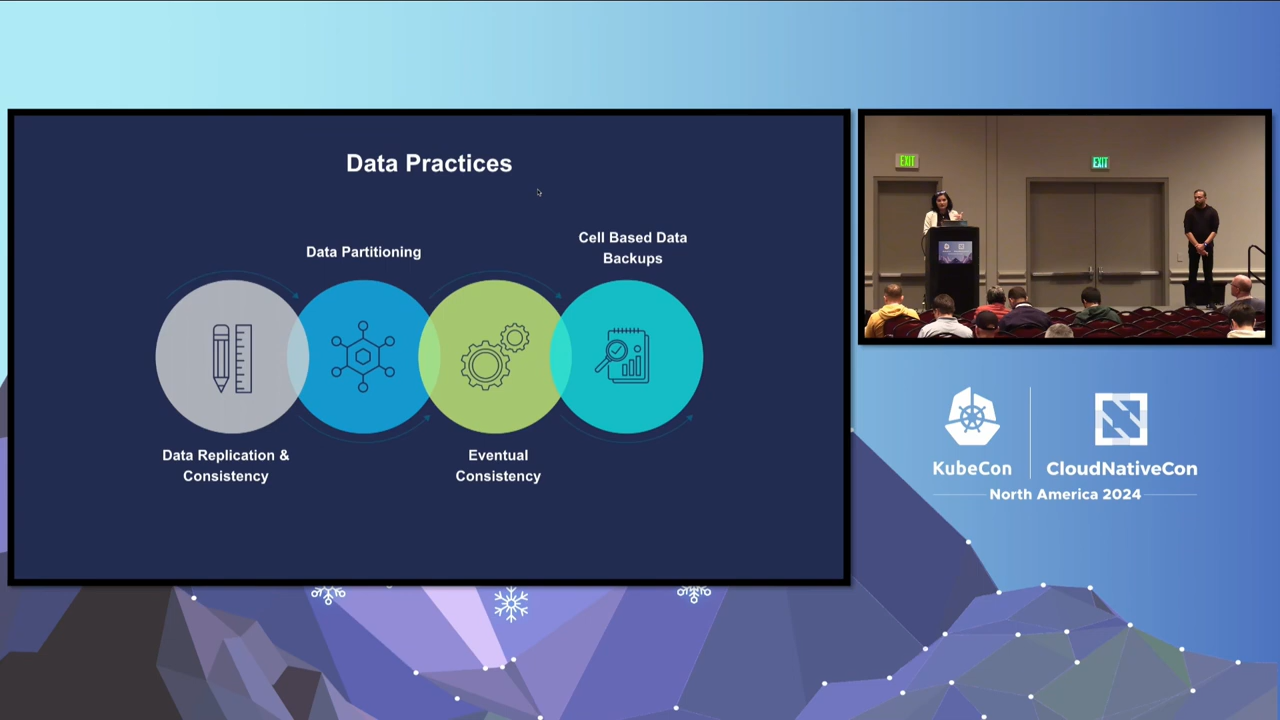 Data Practices
Data Partitioning
Cell Based Data
Backups
Data Replication &
Consistency
Eventual
Consistency
EXIT
EXIT
KubeCon
CloudNativeCon
North America 2024